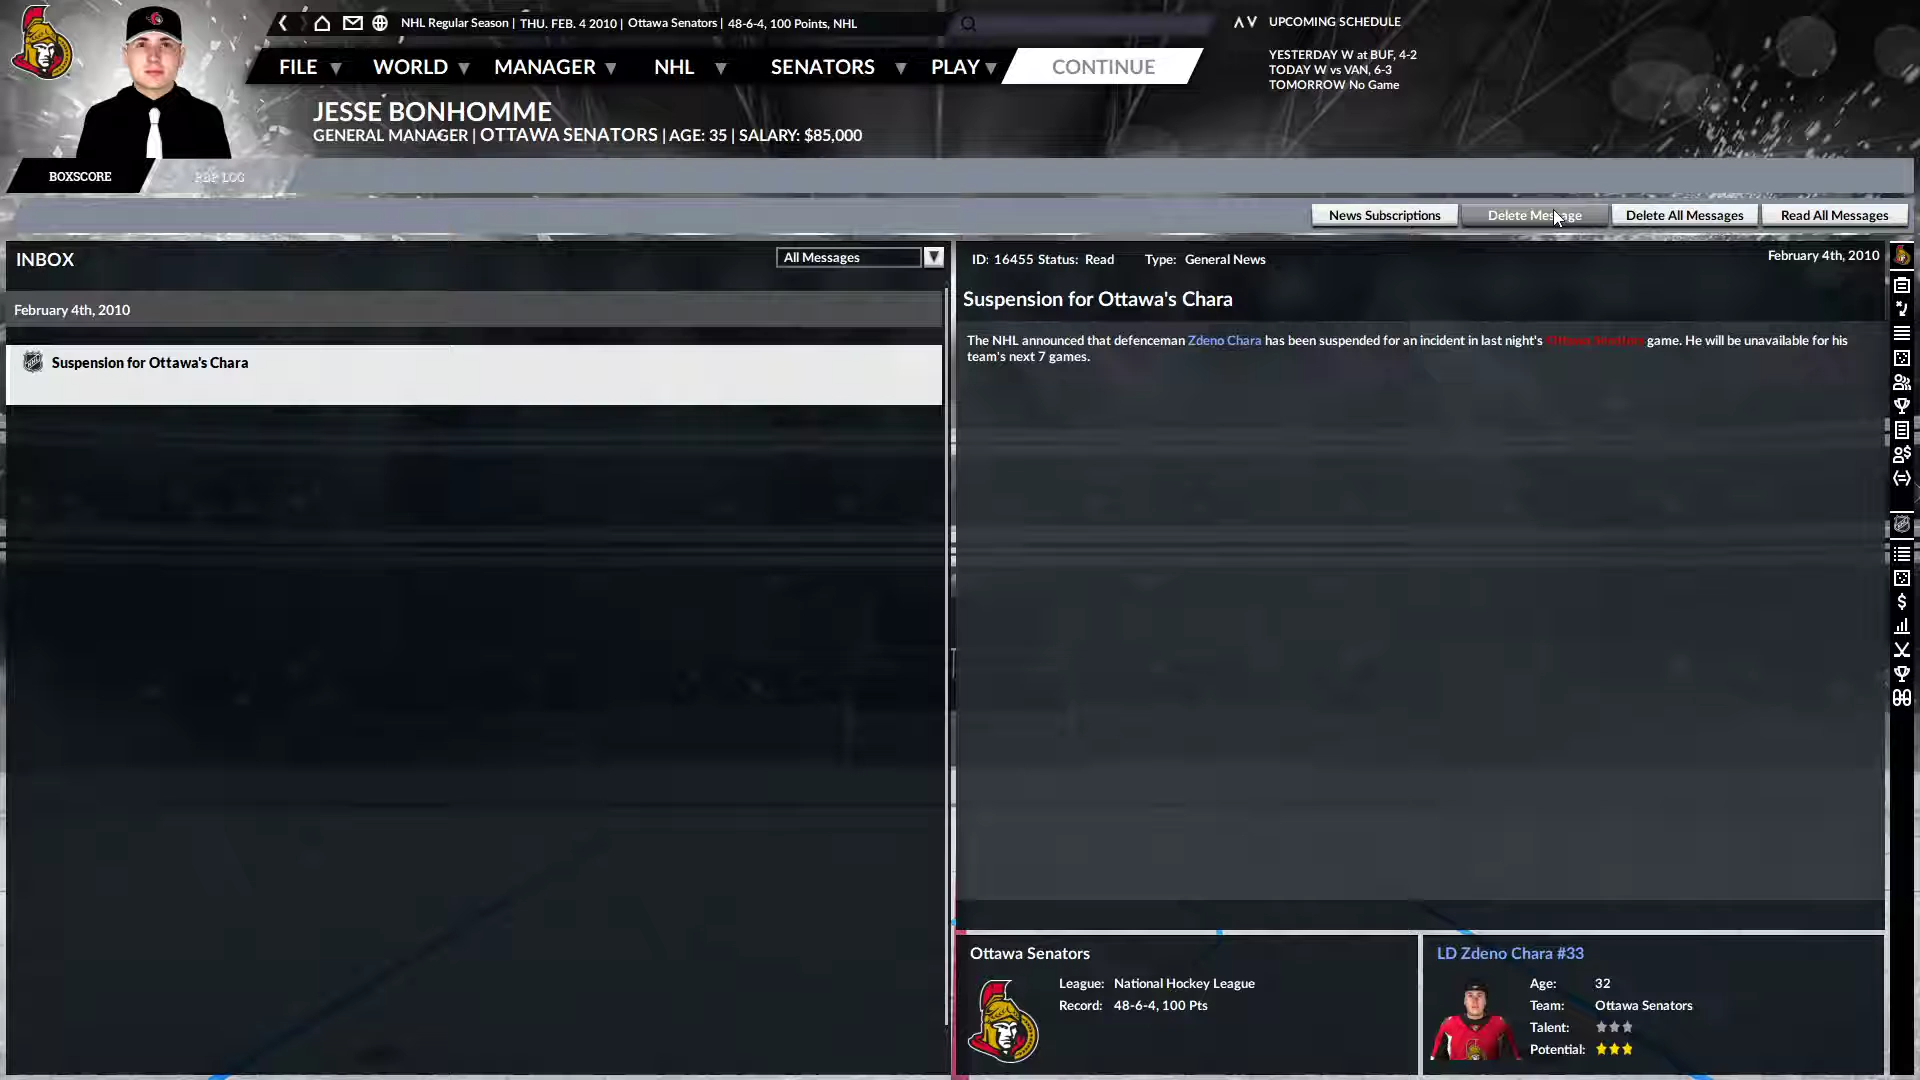 NHL Regular Season | THU. FEB. 4 2010 | Ottawa Senators | 48-6-4, 100 Points, NHL
UPCOMING SCHEDULE
YESTERDAY W at BUF, 4-2
TODAY W vs VAN, 6-3
TOMORROW No Game
FILE WORLD MANAGER NHL SENATORS PLAY CONTINUE
JESSE BONHOMME
GENERAL MANAGER | OTTAWA SENATORS | AGE: 35 | SALARY: $85,000
BOXSCORE PBP LOG
News Subscriptions Delete Message Delete All Messages Read All Messages
INBOX All Messages
February 4th, 2010
Suspension for Ottawa's Chara
ID: 16455 Status: Read Type: General News February 4th, 2010
Suspension for Ottawa's Chara
The NHL announced that defenceman Zdeno Chara has been suspended for an incident in last night's Ottawa Senators game. He will be unavailable for his
team's next 7 games.
Ottawa Senators
League: National Hockey League
Record: 48-6-4, 100 Pts
LD Zdeno Chara #33
Age: 32
Team: Ottawa Senators
Talent:
Potential: